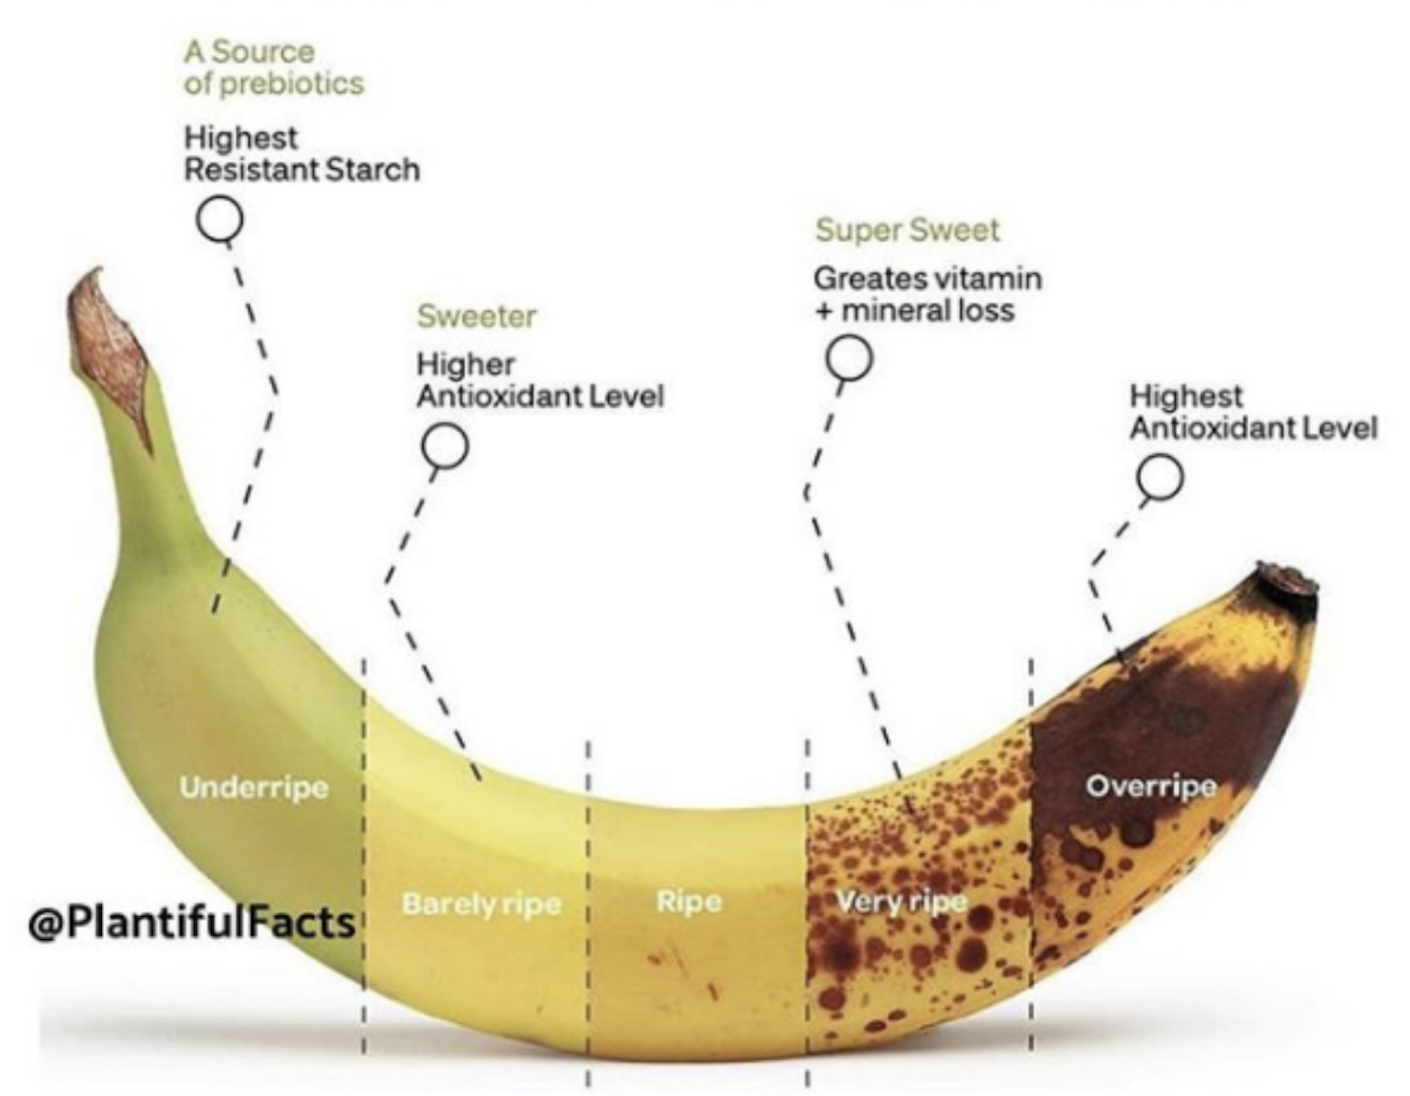 A Source
of prebiotics
Highest
Resistant Starch
Sweeter
Higher
Antioxidant Level
Super Sweet
Greates vitamin
+ mineral loss
Highest
Antioxidant Level
Underripe
Barely ripe
Ripe
Very ripe
Overripe
@PlantifulFacts